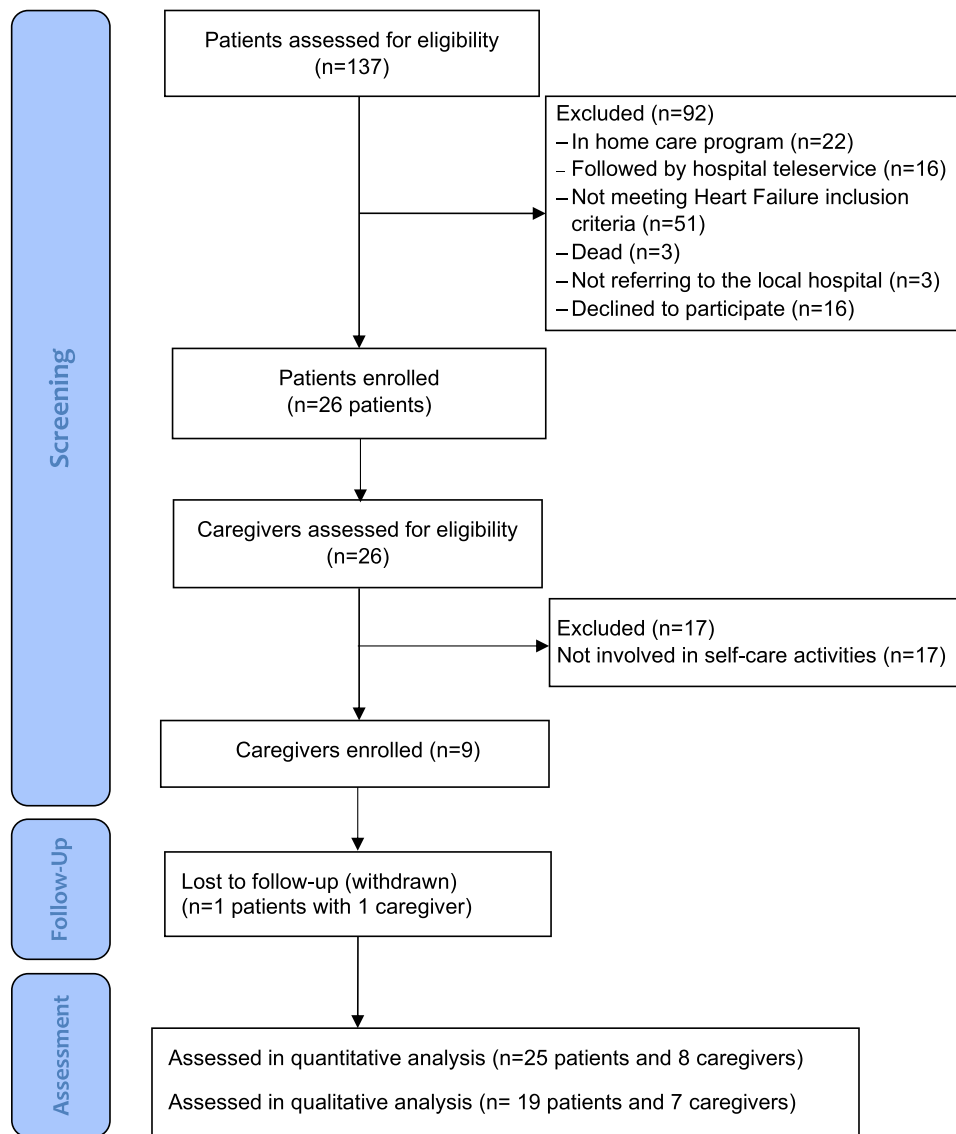 Screening
Patients assessed for eligibility
(n=137)
Excluded (n=92)
– In home care program (n=22)
– Followed by hospital teleservice (n=16)
– Not meeting Heart Failure inclusion
criteria (n=51)
– Dead (n=3)
– Not referring to the local hospital (n=3)
– Declined to participate (n=16)
Patients enrolled
(n=26 patients)
Caregivers assessed for eligibility
(n=26)
Excluded (n=17)
Not involved in self-care activities (n=17)
Caregivers enrolled (n=9)
Follow-Up
Lost to follow-up (withdrawn)
(n=1 patients with 1 caregiver)
Assessment
Assessed in quantitative analysis (n=25 patients and 8 caregivers)
Assessed in qualitative analysis (n= 19 patients and 7 caregivers)